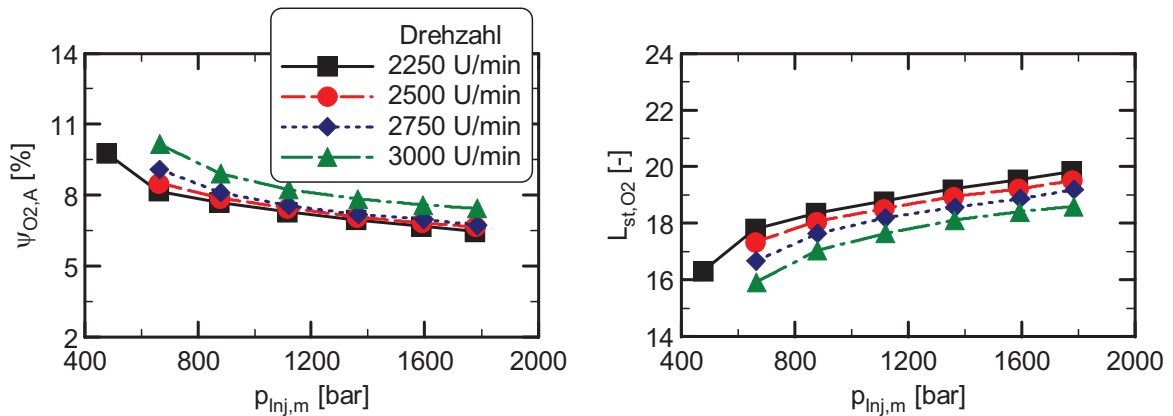 14
11
8
5
2
ΨO2,A [%]
400
800
1200
1600
2000
pInj,m [bar]
Drehzahl
2250 U/min
2500 U/min
2750 U/min
3000 U/min
24
22
20
18
16
14
Lst,O2 [-]
400
800
1200
1600
2000
pInj,m [bar]